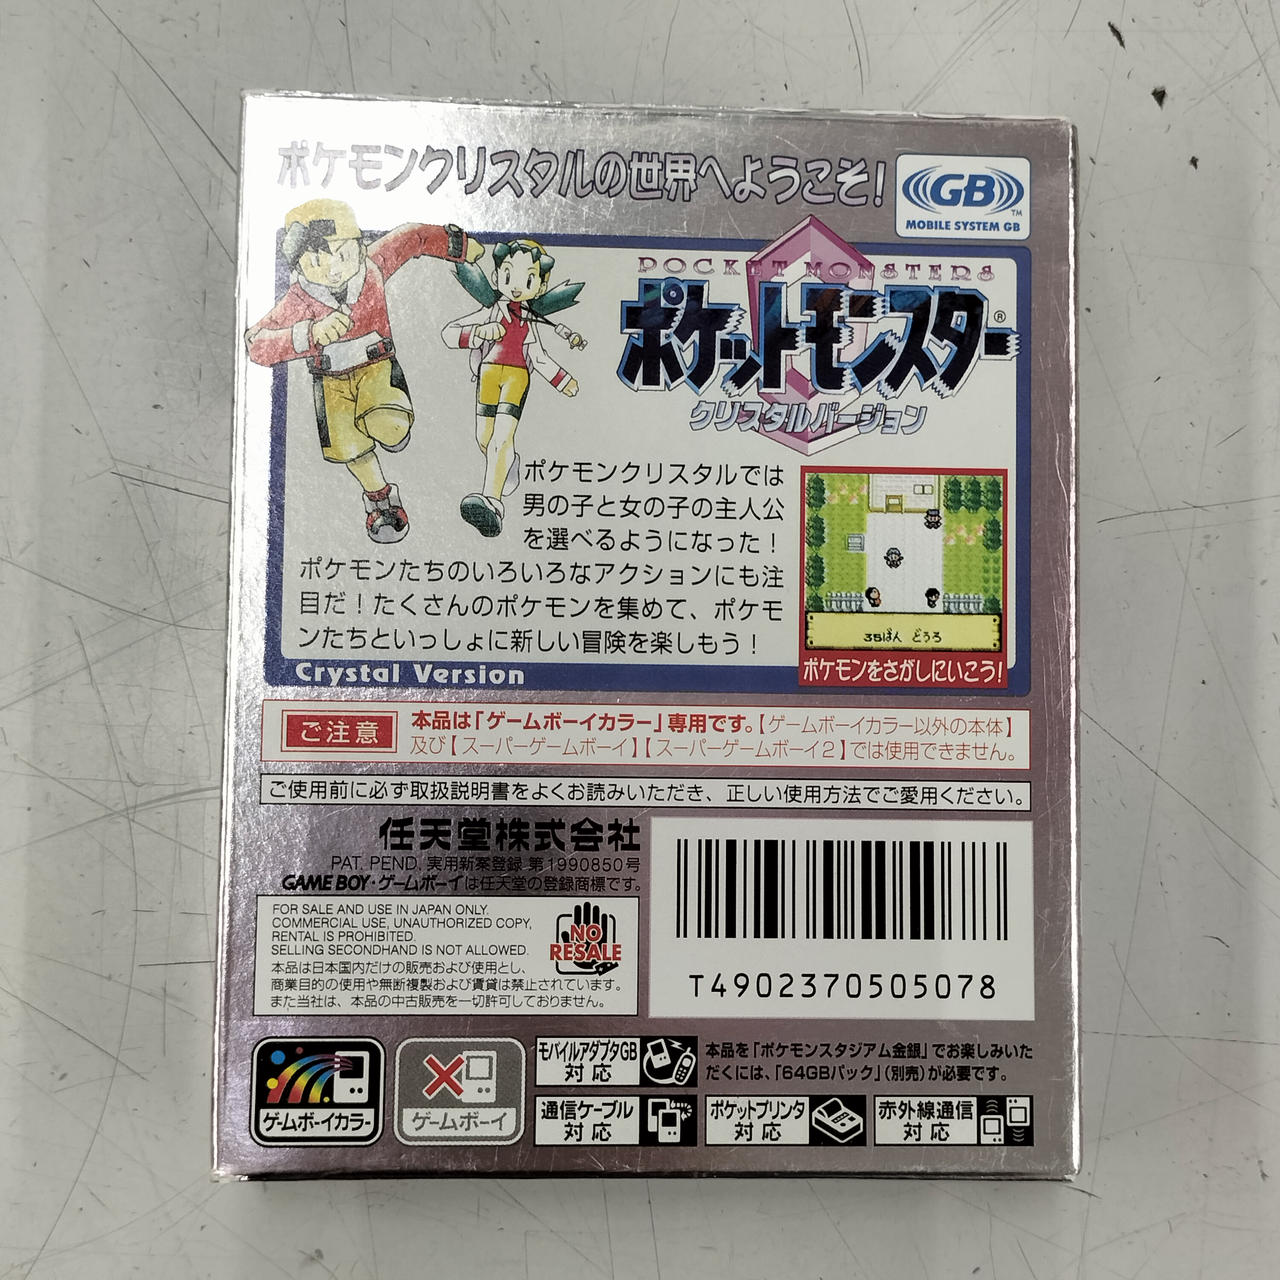 ポケモンクリスタルの世界へようこそ!
GB
TM
MOBILE SYSTEM GB
POCKET MONSTERS
ポケットモンスター®
クリスタルバージョン
ポケモンクリスタルでは
男の子と女の子の主人公
を選べるようになった!
ポケモンたちのいろいろなアクションにも注
目だ!たくさんのポケモンを集めて、ポケモ
ンたちといっしょに新しい冒険を楽しもう!
35ばん どうろ
ポケモンをさがしにいこう!
Crystal Version
ご注意
本品は「ゲームボーイカラー」専用です。【ゲームボーイカラー以外の本体】
及び【スーパーゲームボーイ】【スーパーゲームボーイ2】では使用できません。
ご使用前に必ず取扱説明書をよくお読みいただき、正しい使用方法でご愛用ください。
任天堂株式会社
PAT. PEND. 実用新案登録 第1990850号
GAME BOY・ゲームボーイは任天堂の登録商標です。
FOR SALE AND USE IN JAPAN ONLY.
COMMERCIAL USE, UNAUTHORIZED COPY,
RENTAL IS PROHIBITED.
SELLING SECONDHAND IS NOT ALLOWED.
本品は日本国内だけの販売および使用とし、
商業目的の使用や無断複製および賃貸は禁止されています。
また当社は、本品の中古販売を一切許可しておりません。
NO
RESALE
T4902370505078
ゲームボーイカラー
ゲームボーイ
モバイルアダプタGB
対応
本品を「ポケモンスタジアム金銀」でお楽しみいた
だくには、「64GBパック」(別売)が必要です。
通信ケーブル
対応
ポケットプリンタ
対応
赤外線通信
対応